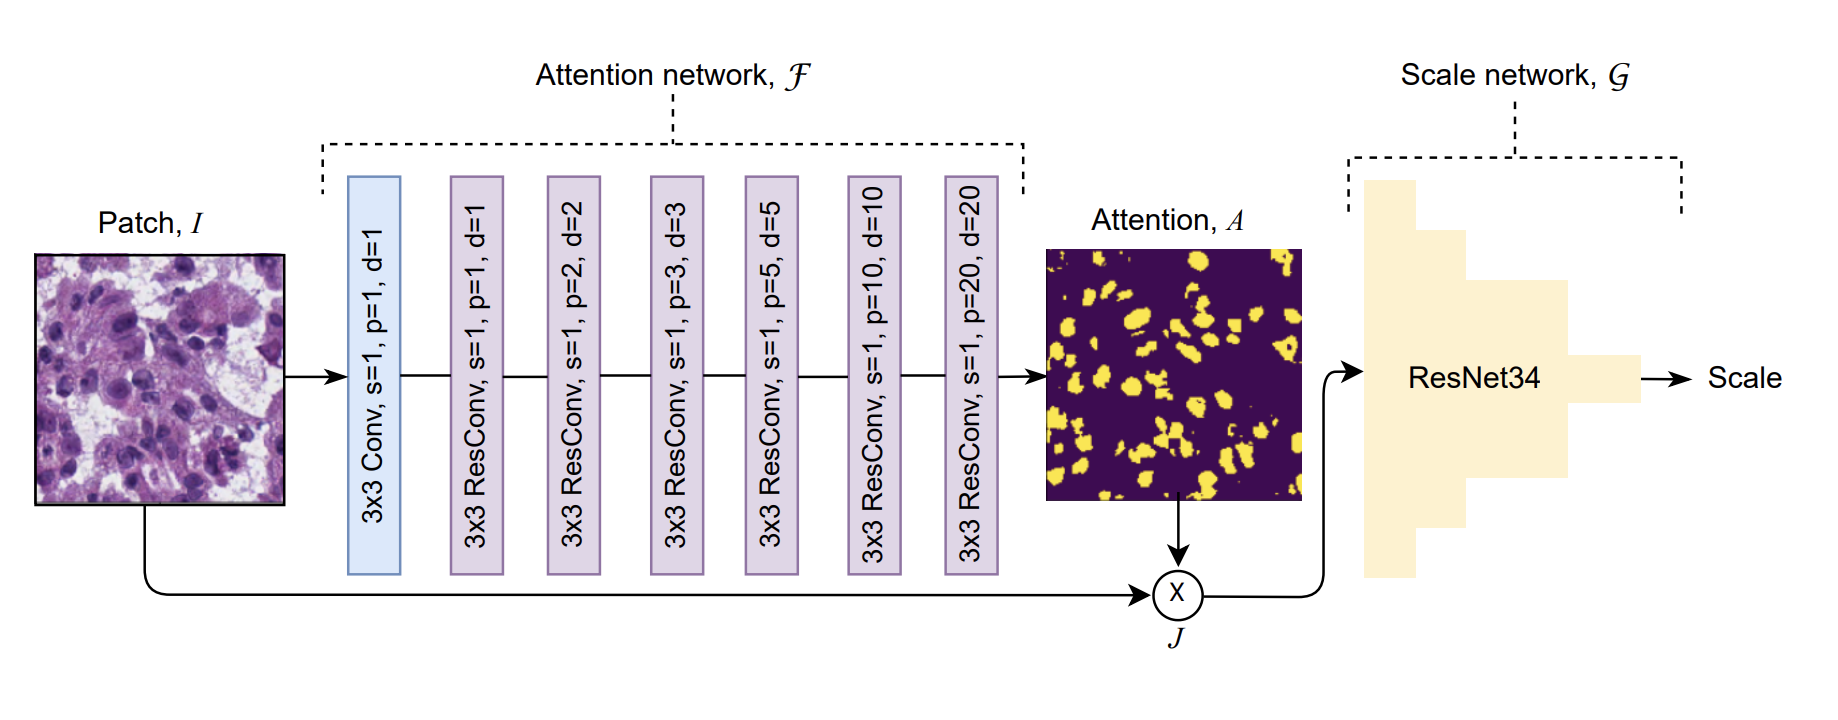 Attention network, ℱ
Scale network, 𝒢
Patch, I
3x3 Conv, s=1, p=1, d=1
3x3 ResConv, s=1, p=1, d=1
3x3 ResConv, s=1, p=2, d=2
3x3 ResConv, s=1, p=3, d=3
3x3 ResConv, s=1, p=5, d=5
3x3 ResConv, s=1, p=10, d=10
3x3 ResConv, s=1, p=20, d=20
Attention, A
ResNet34
Scale
X
J